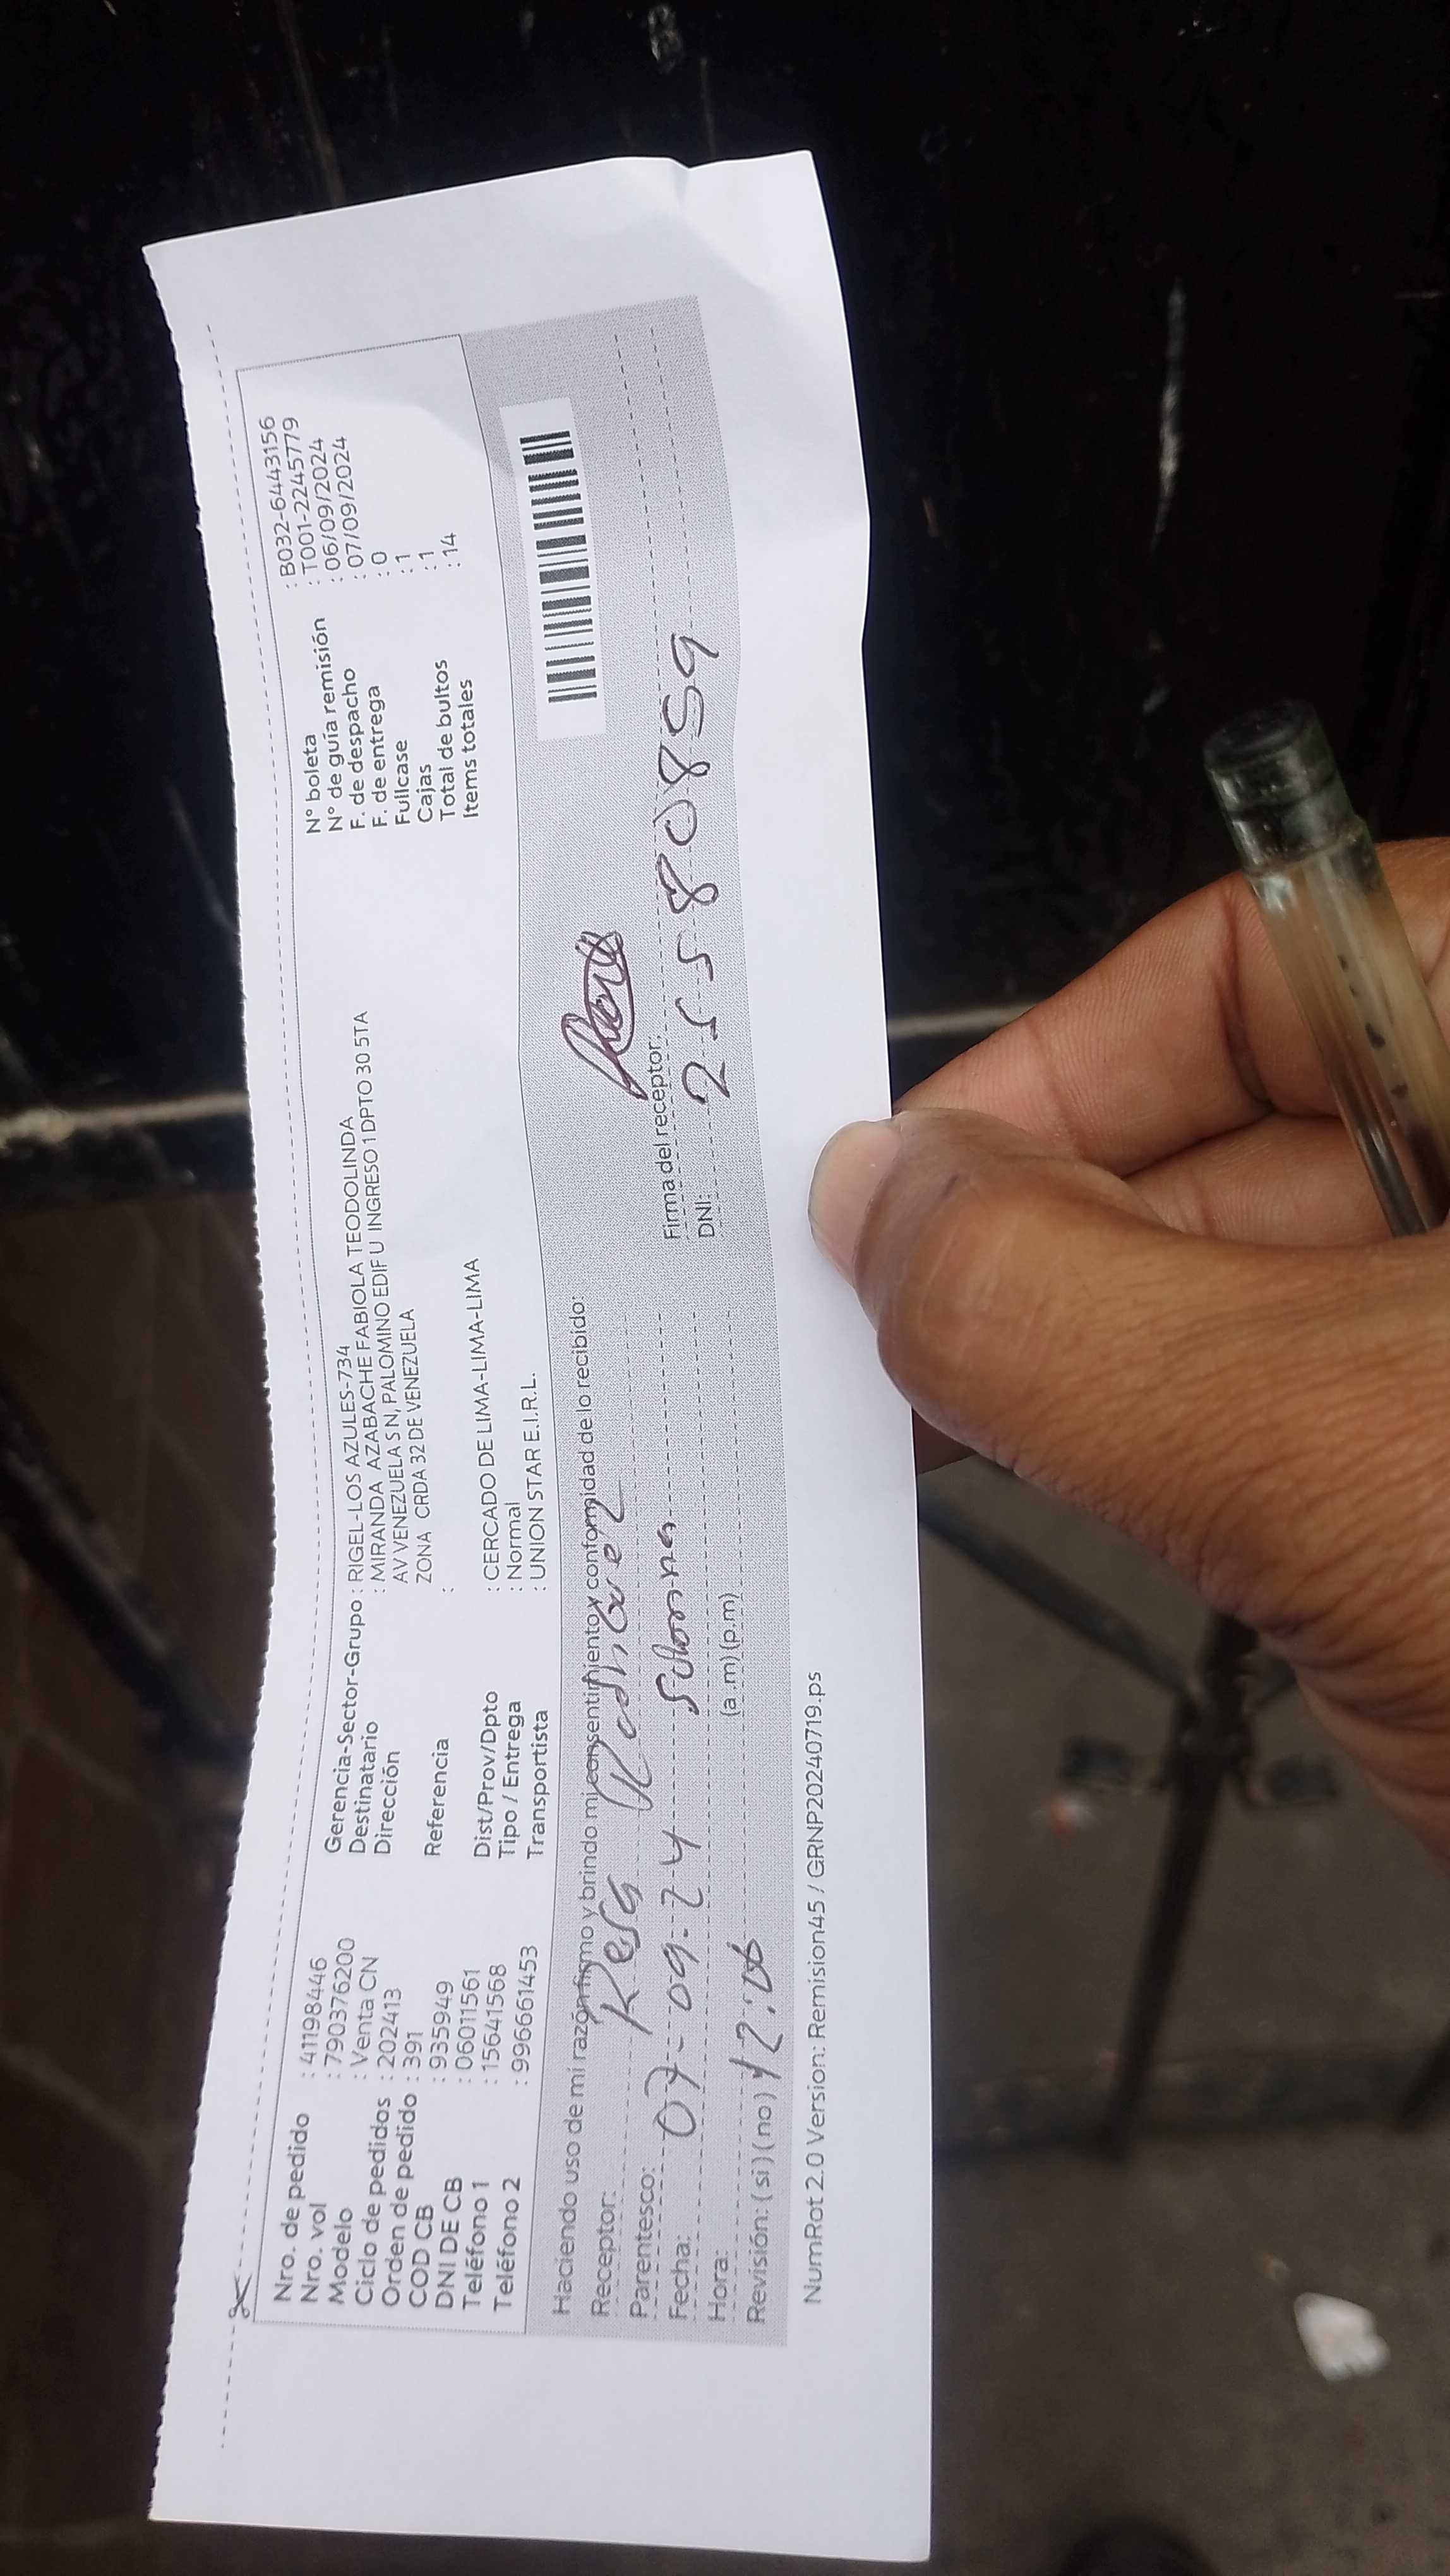 Nro. de pedido : 41198446
Nro. vol : 790376200
Modelo : Venta CN
Ciclo de pedidos : 202413
Orden de pedido : 391
COD CB : 935949
DNI DE CB : 06011561
Teléfono 1 : 15641568
Teléfono 2 : 996661453
Gerencia-Sector-Grupo : RIGEL-LOS AZULES-734
Destinatario : MIRANDA AZABACHE FABIOLA TEODOLINDA
Dirección AV VENEZUELA S N, PALOMINO EDIF U INGRESO 1 DPTO 30 5TA
ZONA CRDA 32 DE VENEZUELA
Referencia :
Dist/Prov/Dpto : CERCADO DE LIMA-LIMA-LIMA
Tipo / Entrega : Normal
Transportista : UNION STAR E.I.R.L.
N° boleta : B032-6443156
N° de guía remisión : T001-2245779
F. de despacho : 06/09/2024
F. de entrega : 07/09/2024
Fullcase : 0
Cajas : 1
Total de bultos : 1
Items totales : 14
Haciendo uso de mi razón firmo y brindo mi consentimiento y conformidad de lo recibido:
Receptor: Rosa
Parentesco:
Fecha: 07-09-24
Hora: 12:06 (a.m) (p.m)
Revisión: (si) (no)
Firma del receptor:
DNI: 25580859
NumRot 2.0 Version: Remision45 / GRNP20240719.ps